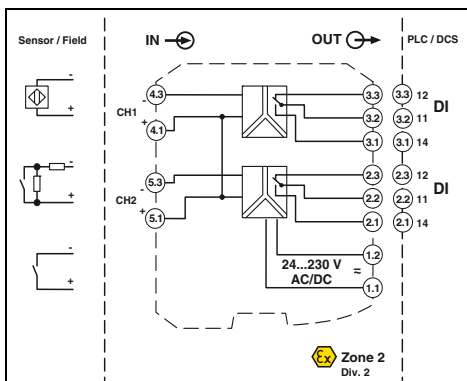 Sensor / Field IN OUT PLC / DCS
-
+
-
+
-
+
4.3 -
CH1
+ 4.1
5.3 -
CH2
+ 5.1
3.3 3.3 12
3.2 3.2 11 DI
3.1 3.1 14
2.3 2.3 12
2.2 2.2 11 DI
2.1 2.1 14
1.2
24...230 V
AC/DC ≈
1.1
Ex Zone 2
Div. 2